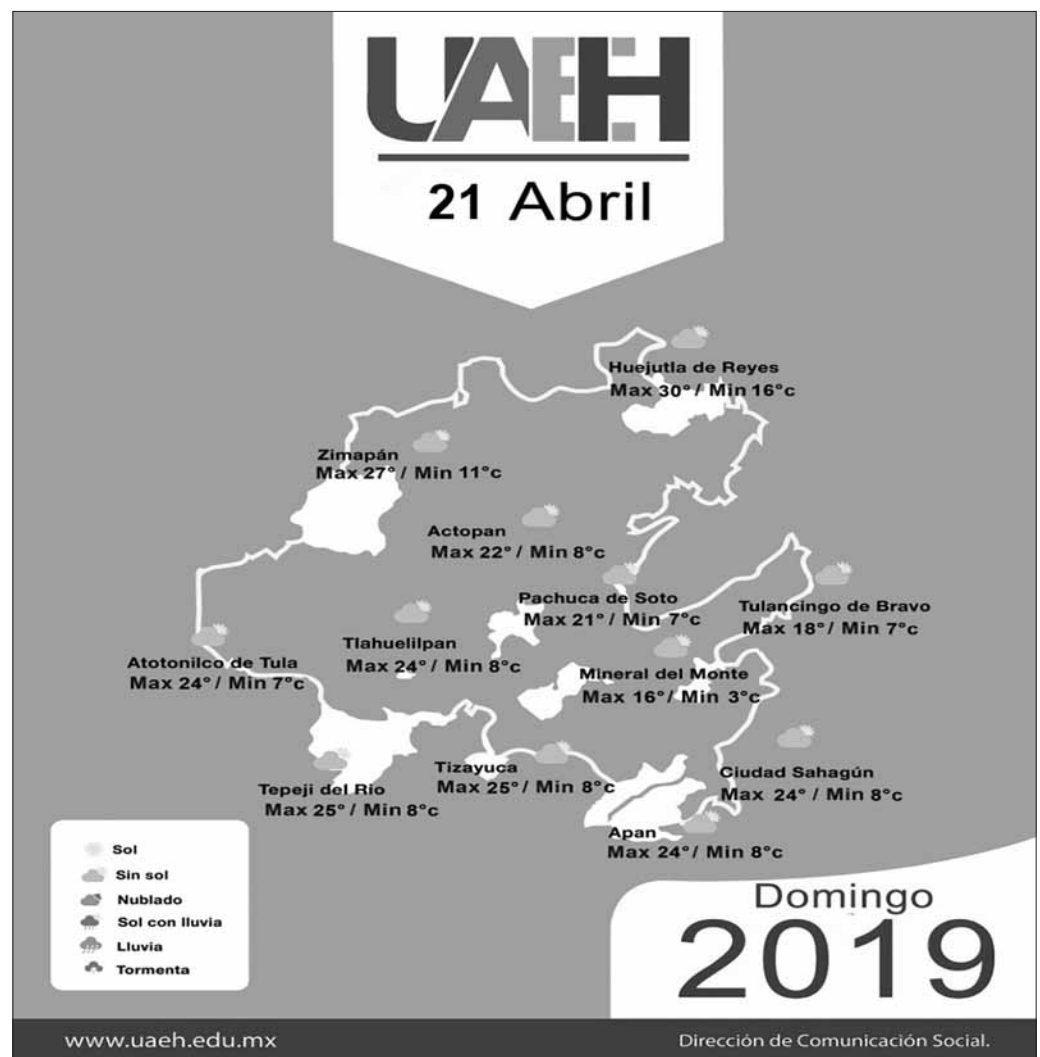 UAEH
21 Abril
Huejutla de Reyes
Max 30° / Min 16°c
Zimapán
Max 27° / Min 11°c
Actopan
Max 22° / Min 8°c
Pachuca de Soto
Max 21° / Min 7°c
Tulancingo de Bravo
Max 18° / Min 7°c
Tlahuelilpan
Max 24° / Min 8°c
Atotonilco de Tula
Max 24° / Min 7°c
Mineral del Monte
Max 16° / Min 3°c
Tizayuca
Max 25° / Min 8°c
Ciudad Sahagún
Max 24° / Min 8°c
Tepeji del Rio
Max 25° / Min 8°c
Apan
Max 24° / Min 8°c
Sol
Sin sol
Nublado
Sol con lluvia
Lluvia
Tormenta
Domingo
2019
www.uaeh.edu.mx
Dirección de Comunicación Social.